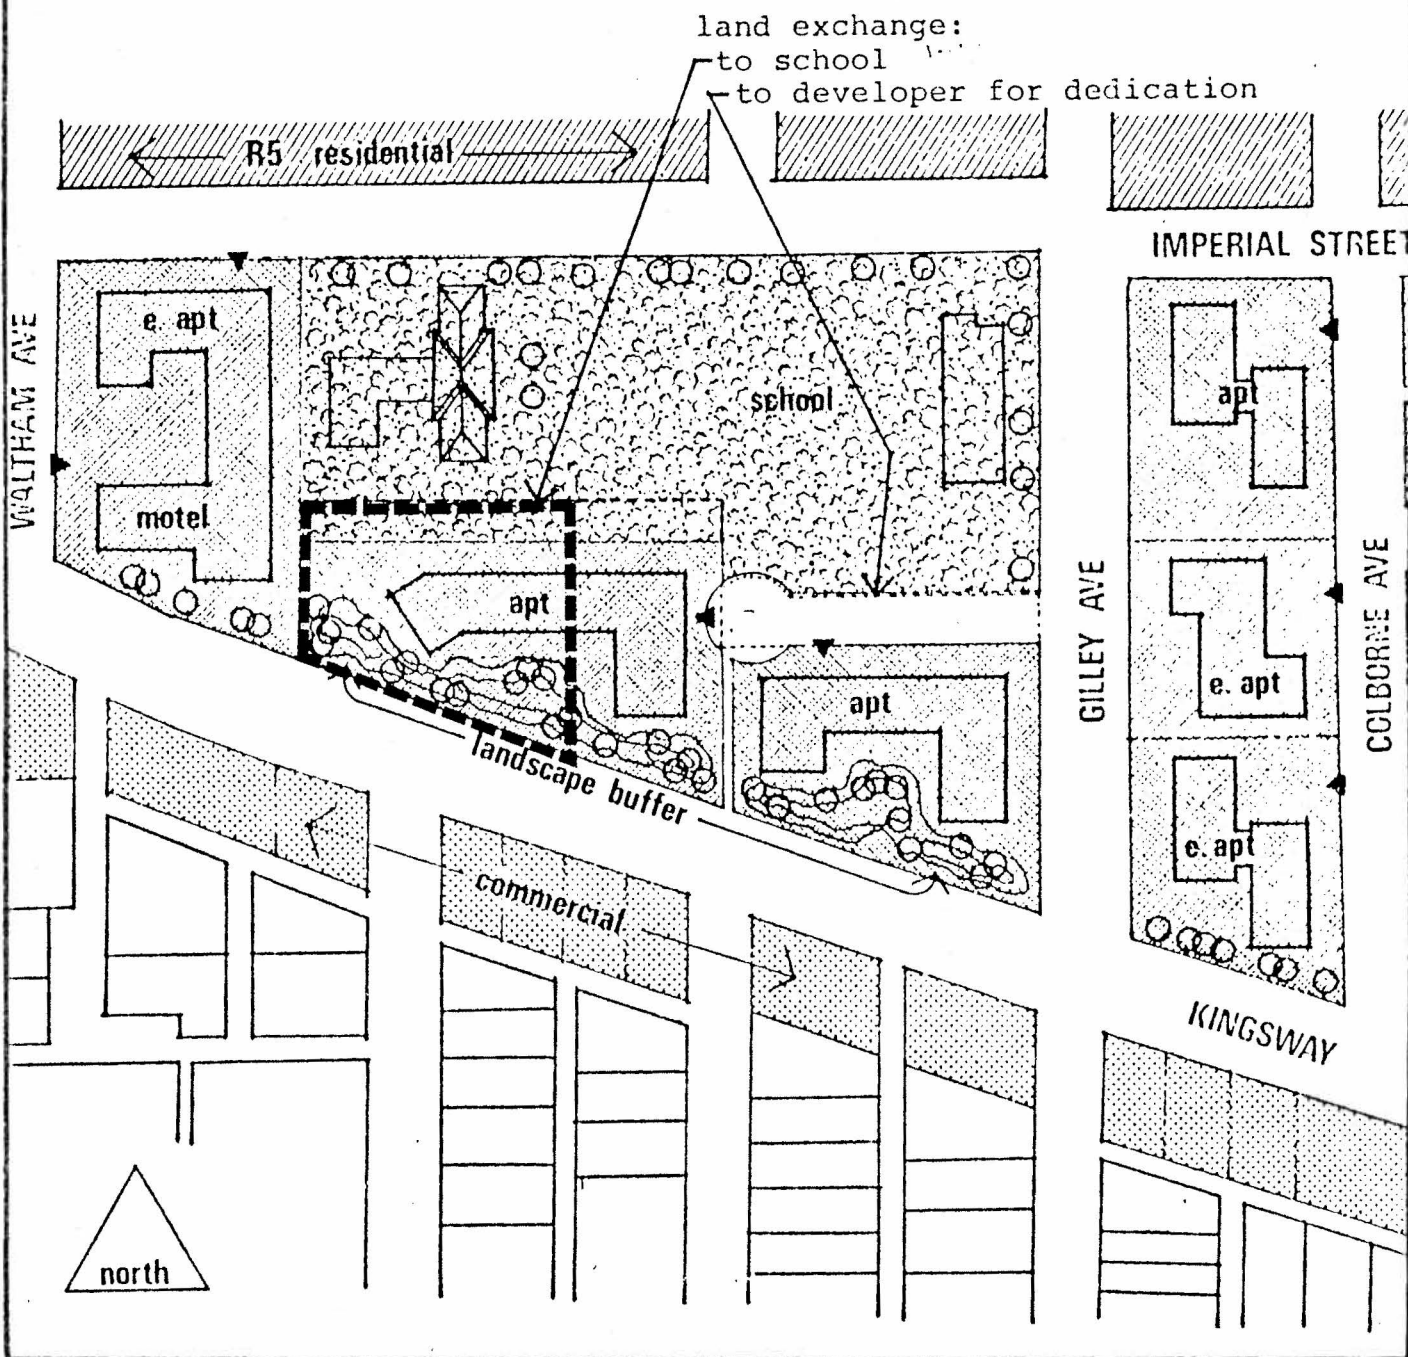 land exchange:
to school
to developer for dedication
R5 residential
IMPERIAL STREET
WALTHAM AVE
e. apt
motel
school
apt
apt
apt
e. apt
e. apt
GILLEY AVE
COLBORNE AVE
landscape buffer
commercial
KINGSWAY
north